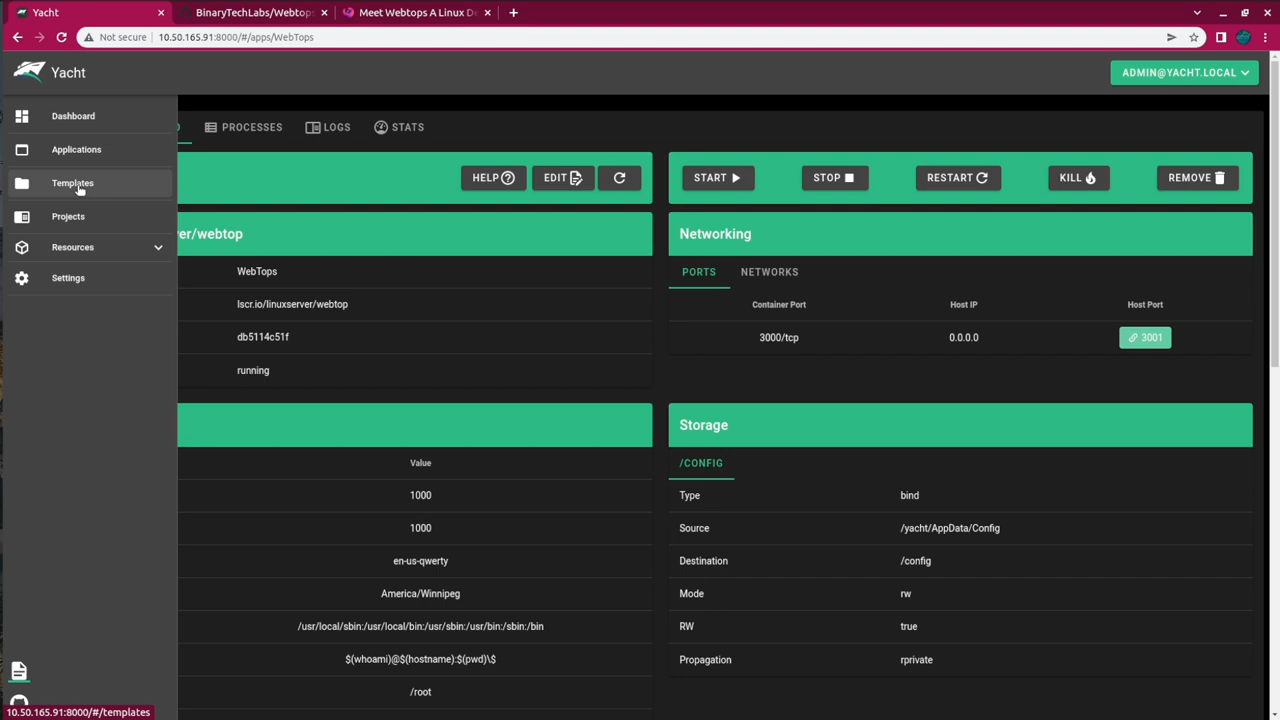 Yacht
BinaryTechLabs/Webtops
Meet Webtops A Linux De
Not secure
10.50.165.91:8000/#/apps/WebTops
Yacht
ADMIN@YACHT.LOCAL
Dashboard
Applications
Templates
Projects
Resources
Settings
PROCESSES
LOGS
STATS
HELP
EDIT
START
STOP
RESTART
KILL
REMOVE
er/webtop
WebTops
lscr.io/linuxserver/webtop
db5114c51f
running
Networking
PORTS
NETWORKS
Container Port
Host IP
Host Port
3000/tcp
0.0.0.0
3001
Value
1000
1000
en-us-qwerty
America/Winnipeg
/usr/local/sbin:/usr/local/bin:/usr/sbin:/usr/bin:/sbin:/bin
$(whoami)@$(hostname):$(pwd)\$
/root
Storage
/CONFIG
Type
bind
Source
/yacht/AppData/Config
Destination
/config
Mode
rw
RW
true
Propagation
rprivate
10.50.165.91:8000/#/templates